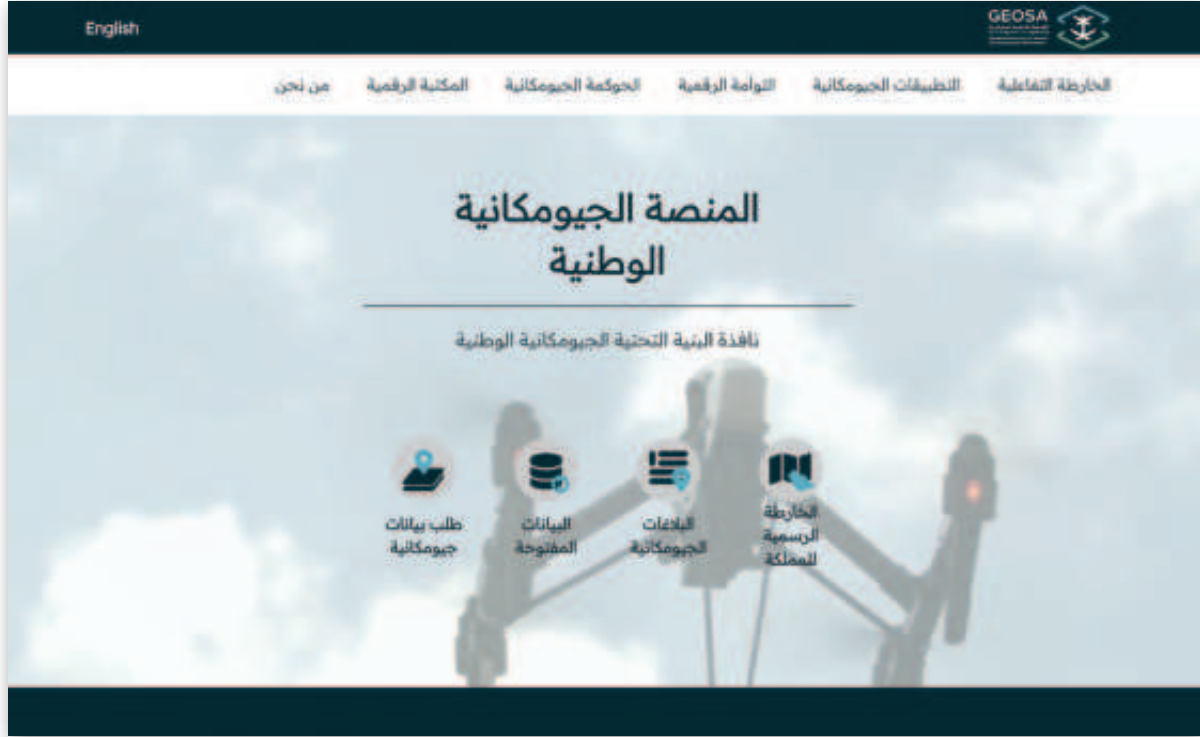 GEOSA
English
الخارطة التفاعلية
التطبيقات الجيومكانية
التوأمة الرقمية
الحوكمة الجيومكانية
المكتبة الرقمية
من نحن
المنصة الجيومكانية
الوطنية
نافذة البنية التحتية الجيومكانية الوطنية
الخارطة
الرسمية
للمملكة
البلاغات
الجيومكانية
البيانات
المفتوحة
طلب بيانات
جيومكانية